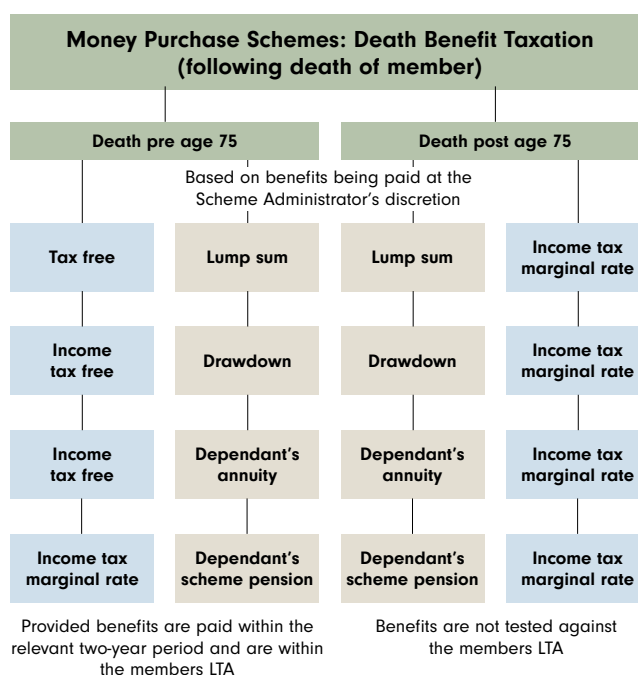 Money Purchase Schemes: Death Benefit Taxation
(following death of member)
Death pre age 75
Death post age 75
Based on benefits being paid at the
Scheme Administrator’s discretion
Tax free
Lump sum
Lump sum
Income tax
marginal rate
Income
tax free
Drawdown
Drawdown
Income tax
marginal rate
Income
tax free
Dependant’s
annuity
Dependant’s
annuity
Income tax
marginal rate
Income tax
marginal rate
Dependant’s
scheme pension
Dependant’s
scheme pension
Income tax
marginal rate
Provided benefits are paid within the
relevant two-year period and are within
the members LTA
Benefits are not tested against
the members LTA